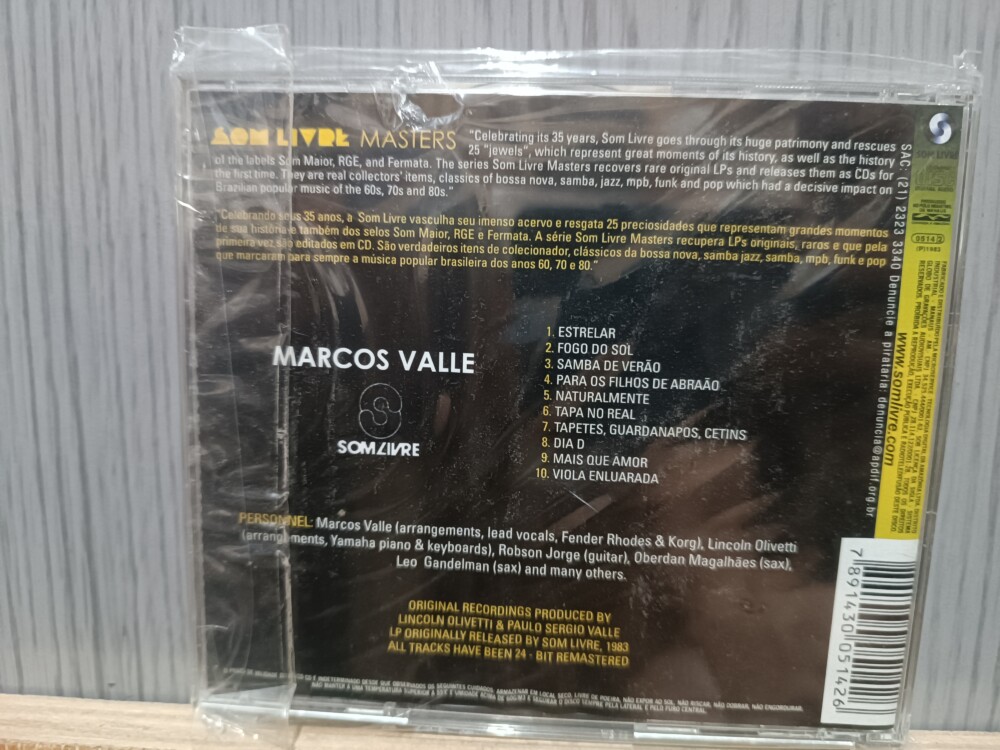 SOM LIVRE MASTERS
"Celebrating its 35 years, Som Livre goes through its huge patrimony and rescues
25 "jewels", which represent great moments of its history, as well as the history
of the labels Som Maior, RGE, and Fermata. The series Som Livre Masters recovers rare original LPs and releases them as CDs for
the first time. They are real collectors' items, classics of bossa nova, samba, jazz, mpb, funk and pop which had a decisive impact on
Brazilian popular music of the 60s, 70s and 80s."
"Celebrando seus 35 anos, a Som Livre vasculha seu imenso acervo e resgata 25 preciosidades que representam grandes momentos
de sua história e também dos selos Som Maior, RGE e Fermata. A série Som Livre Masters recupera LPs originais, raros e que pela
primeira vez são editados em CD. São verdadeiros itens de colecionador, clássicos da bossa nova, samba jazz, samba, mpb, funk e pop
que marcaram para sempre a música popular brasileira dos anos 60, 70 e 80."
MARCOS VALLE
SOM LIVRE
1. ESTRELAR
2. FOGO DO SOL
3. SAMBA DE VERÃO
4. PARA OS FILHOS DE ABRAÃO
5. NATURALMENTE
6. TAPA NO REAL
7. TAPETES, GUARDANAPOS, CETINS
8. DIA D
9. MAIS QUE AMOR
10. VIOLA ENLUARADA
PERSONNEL: Marcos Valle (arrangements, lead vocals, Fender Rhodes & Korg), Lincoln Olivetti
(arrangements, Yamaha piano & keyboards), Robson Jorge (guitar), Oberdan Magalhães (sax),
Leo Gandelman (sax) and many others.
ORIGINAL RECORDINGS PRODUCED BY
LINCOLN OLIVETTI & PAULO SERGIO VALLE
LP ORIGINALLY RELEASED BY SOM LIVRE, 1983
ALL TRACKS HAVE BEEN 24 - BIT REMASTERED
SAC: (21) 2323 3340 Denuncie a pirataria: denuncia@apdif.org.br
www.somlivre.com
SOM LIVRE
0514-2
(P)1983
7891430051426